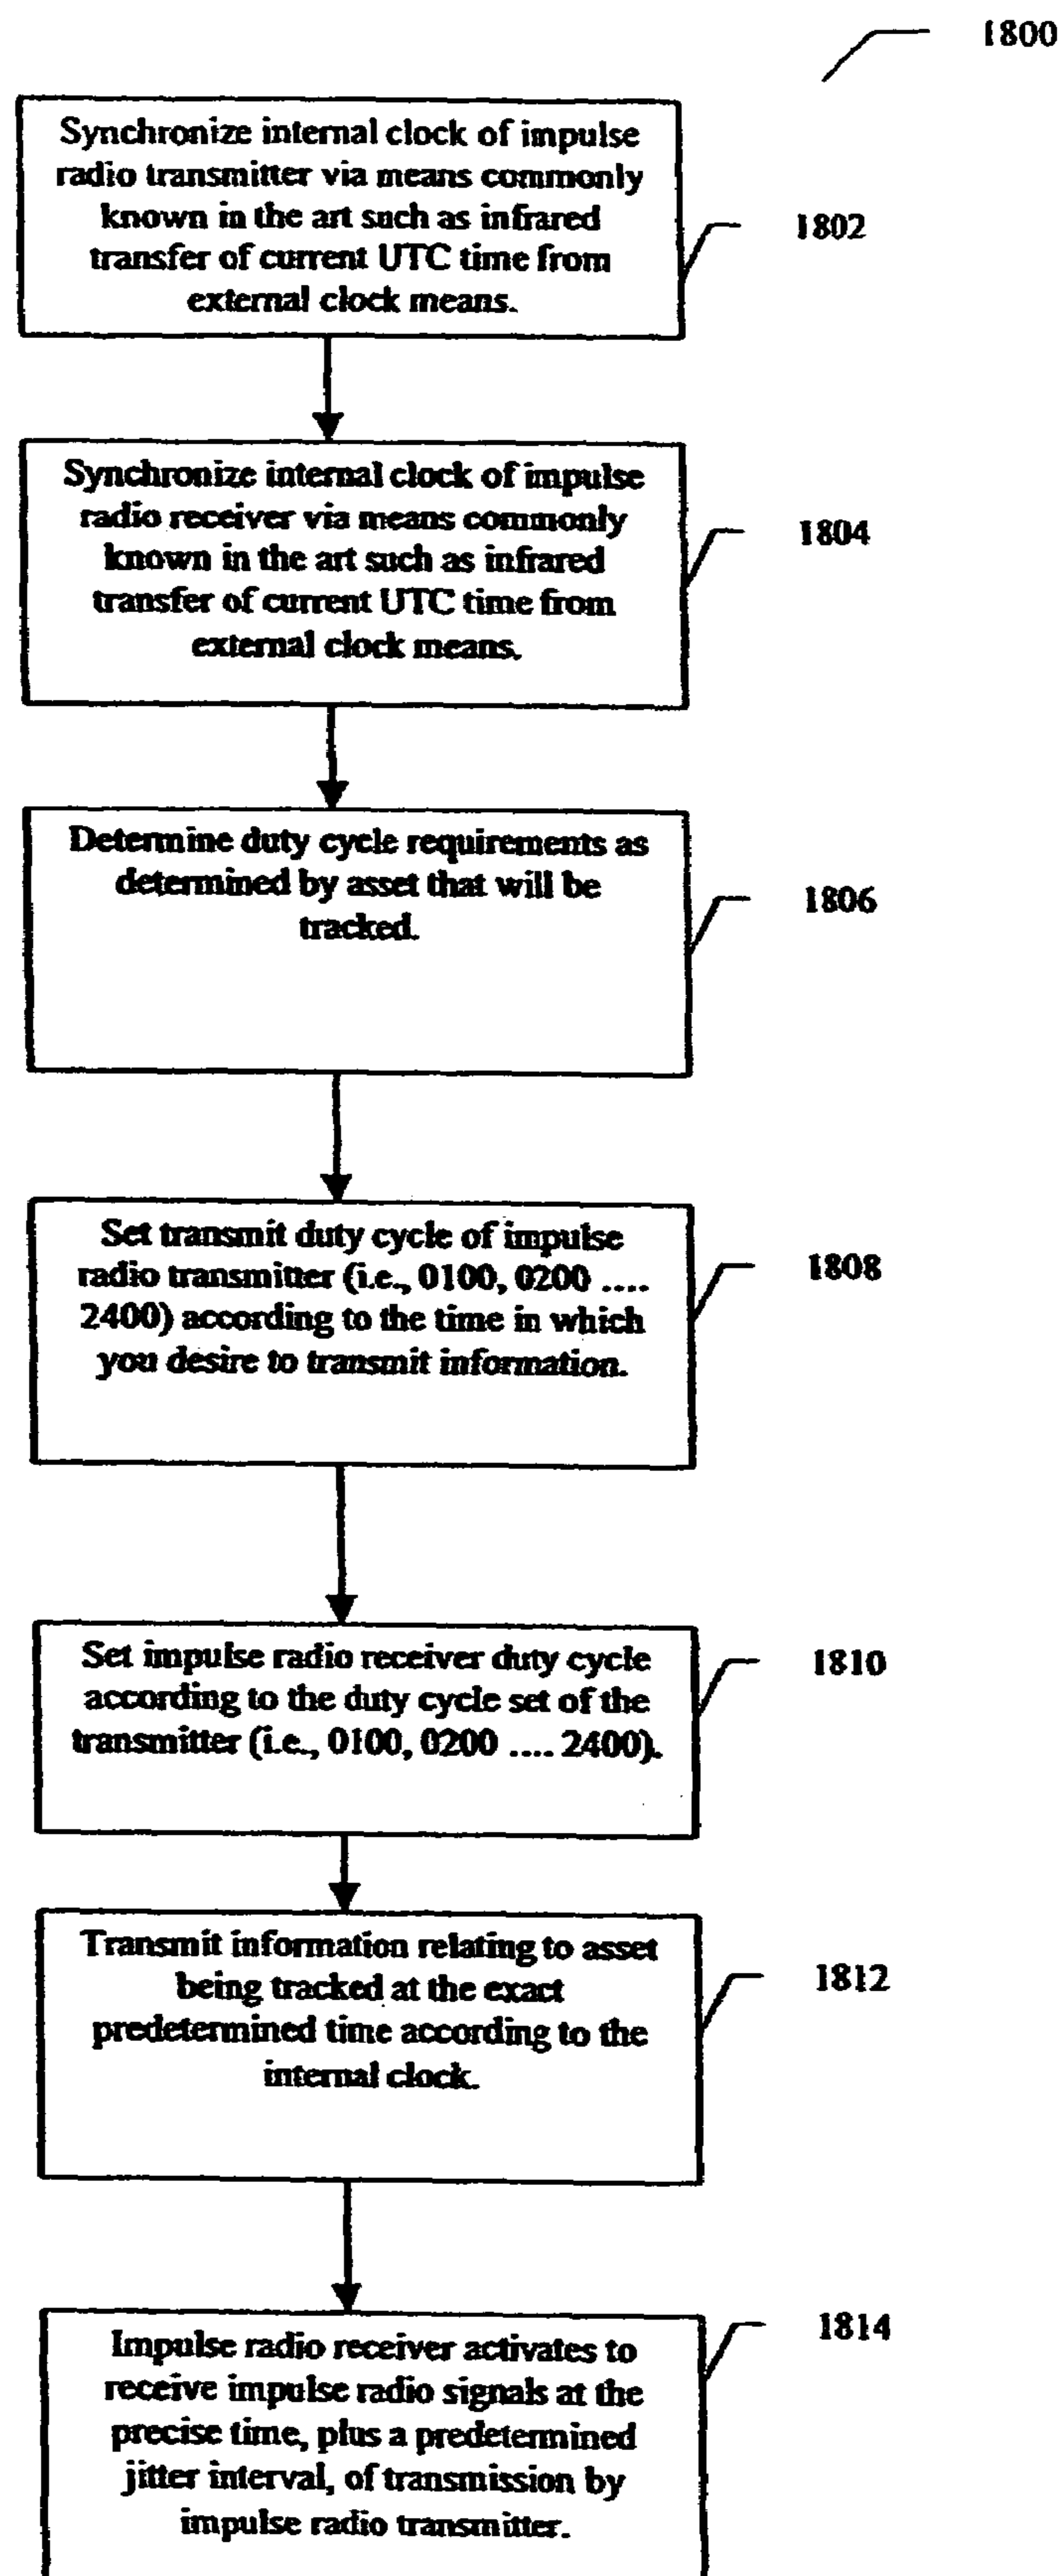 1800
Synchronize internal clock of impulse
radio transmitter via means commonly
known in the art such as infrared
transfer of current UTC time from
external clock means.
1802
Synchronize internal clock of impulse
radio receiver via means commonly
known in the art such as infrared
transfer of current UTC time from
external clock means.
1804
Determine duty cycle requirements as
determined by asset that will be
tracked.
1806
Set transmit duty cycle of impulse
radio transmitter (i.e., 0100, 0200 ....
2400) according to the time in which
you desire to transmit information.
1808
Set impulse radio receiver duty cycle
according to the duty cycle set of the
transmitter (i.e., 0100, 0200 .... 2400).
1810
Transmit information relating to asset
being tracked at the exact
predetermined time according to the
internal clock.
1812
Impulse radio receiver activates to
receive impulse radio signals at the
precise time, plus a predetermined
jitter interval, of transmission by
impulse radio transmitter.
1814